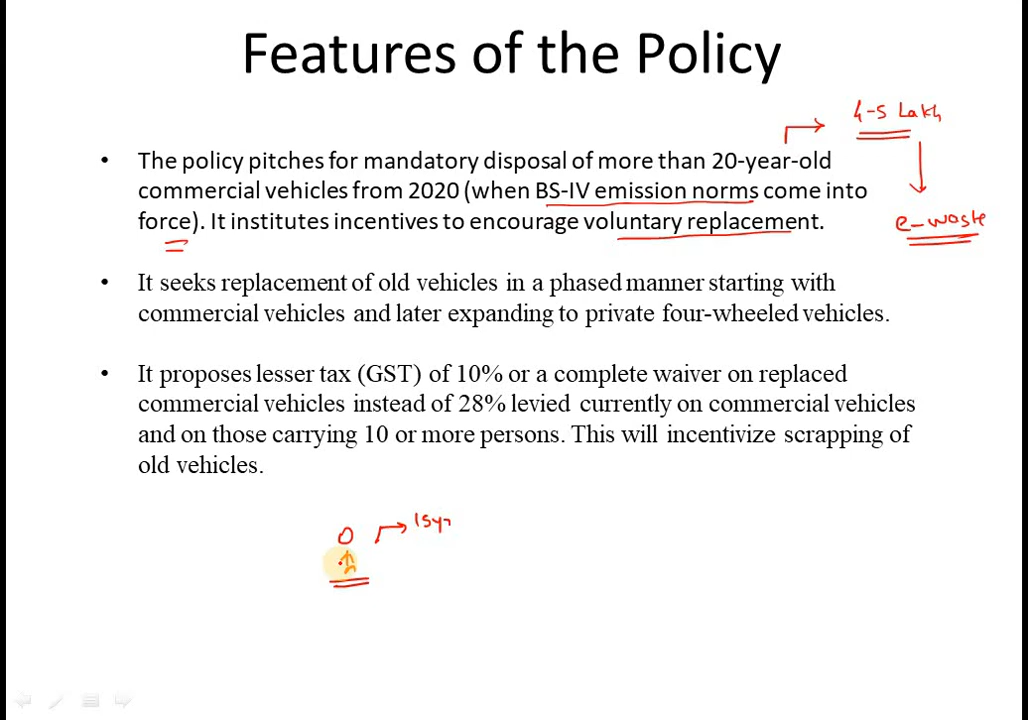 Features of the Policy
4-5 Lakh
• The policy pitches for mandatory disposal of more than 20-year-old
commercial vehicles from 2020 (when BS-IV emission norms come into
force). It institutes incentives to encourage voluntary replacement.
e-waste
• It seeks replacement of old vehicles in a phased manner starting with
commercial vehicles and later expanding to private four-wheeled vehicles.
• It proposes lesser tax (GST) of 10% or a complete waiver on replaced
commercial vehicles instead of 28% levied currently on commercial vehicles
and on those carrying 10 or more persons. This will incentivize scrapping of
old vehicles.
15yr